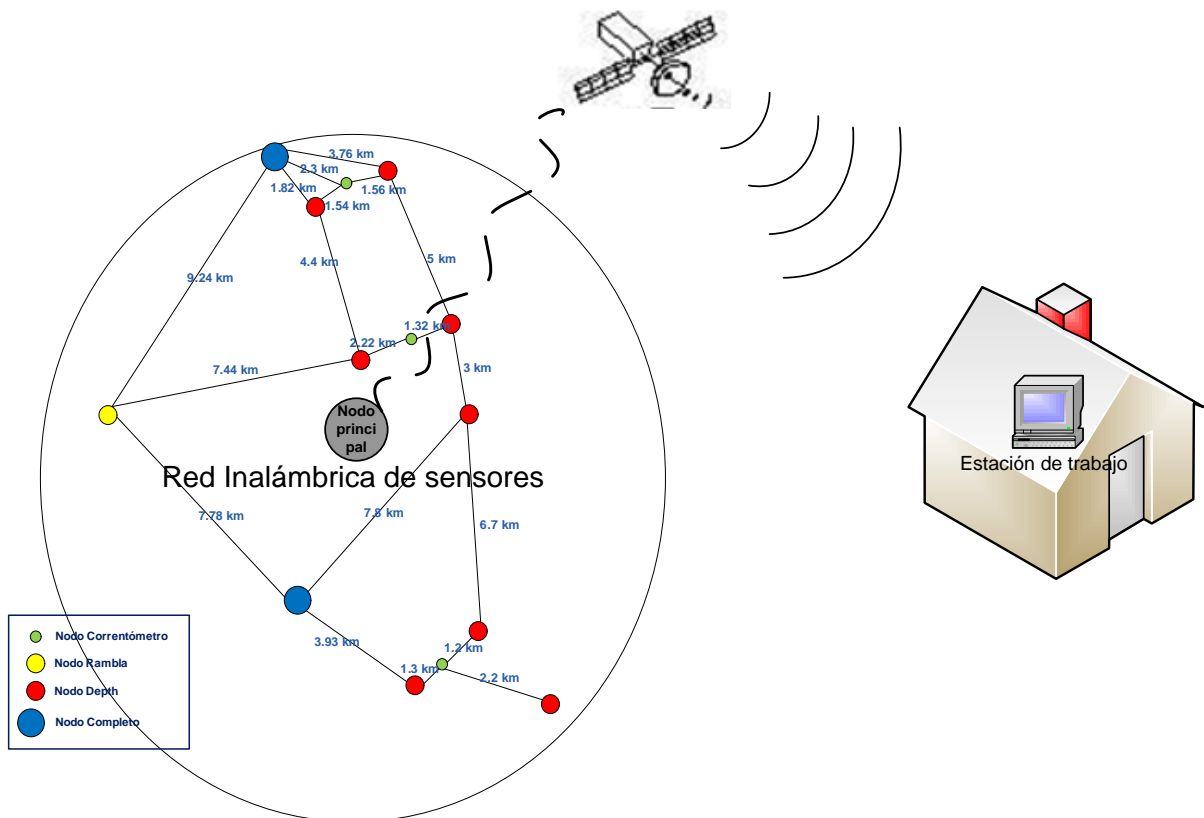 3.76 km
2.3 km
1.82 km
1.56 km
1.54 km
9.24 km
4.4 km
5 km
1.32 km
2.22 km
7.44 km
3 km
Nodo
princi
pal
Estación de trabajo
Red Inalámbrica de sensores
7.78 km
7.8 km
6.7 km
Nodo Correntómetro
Nodo Rambla
Nodo Depth
Nodo Completo
3.93 km
1.2 km
1.3 km
2.2 km